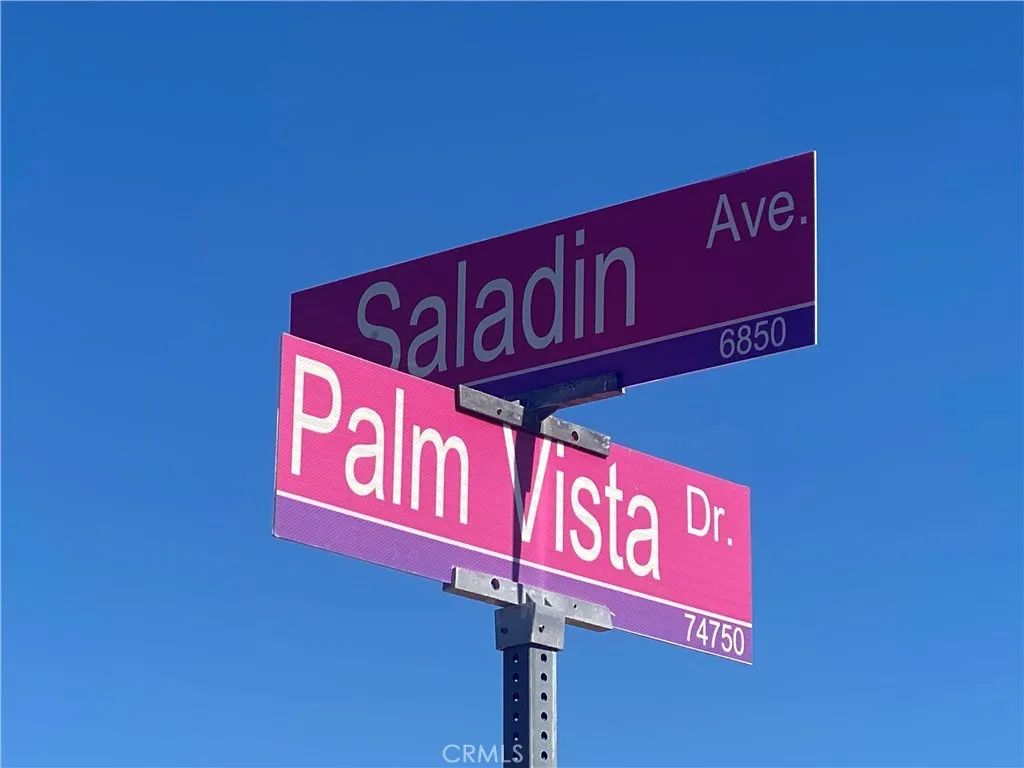 Saladin Ave.
6850
Palm Vista Dr.
74750
CRMLS